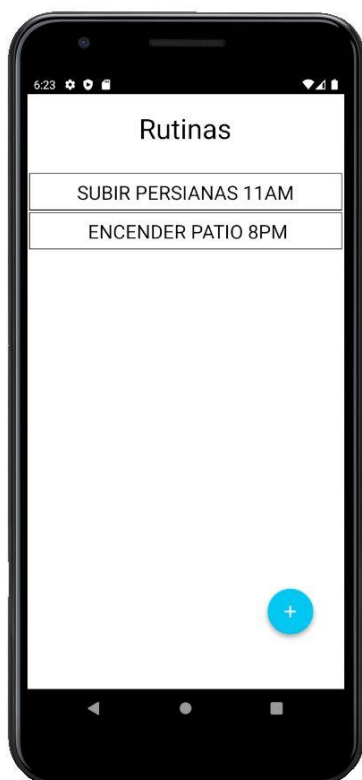 6:23
Rutinas
SUBIR PERSIANAS 11AM
ENCENDER PATIO 8PM
+